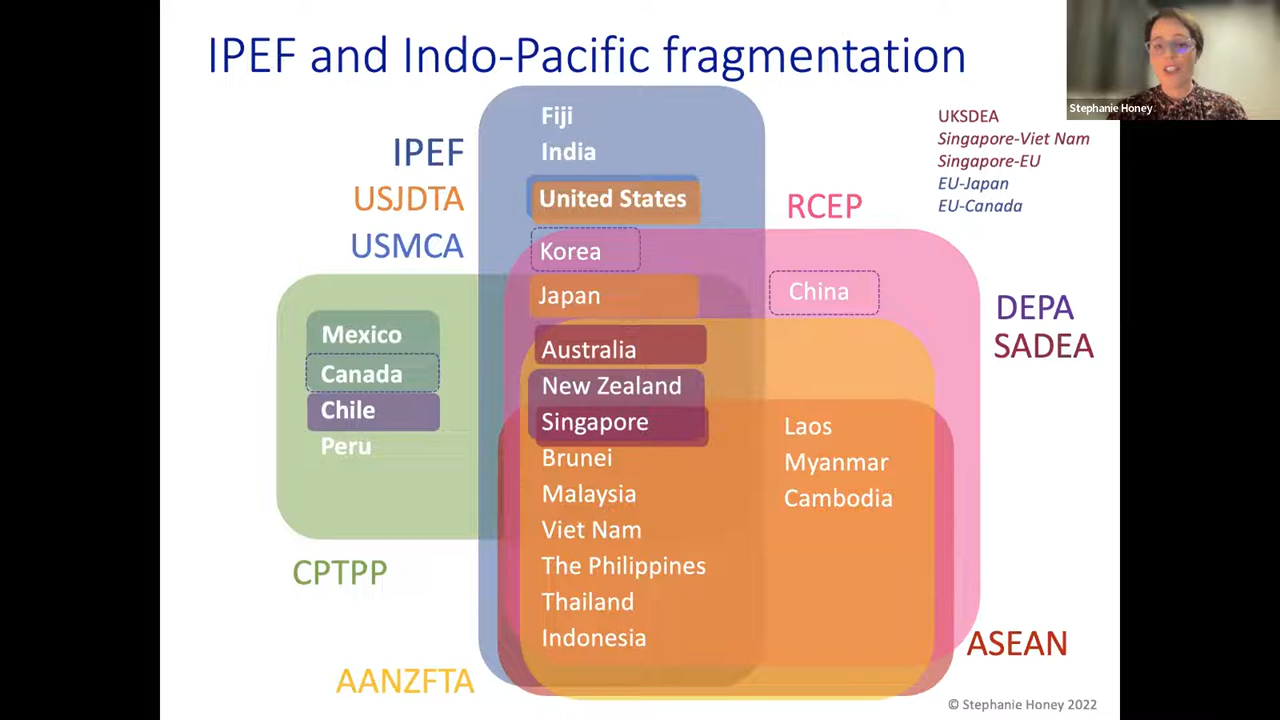 IPEF and Indo-Pacific fragmentation
Stephanie Honey
UKSDEA
Singapore-Viet Nam
Singapore-EU
EU-Japan
EU-Canada
IPEF
USJDTA
USMCA
Fiji
India
United States
Korea
Japan
Australia
New Zealand
Singapore
Brunei
Malaysia
Viet Nam
The Philippines
Thailand
Indonesia
RCEP
China
DEPA
SADEA
Mexico
Canada
Chile
Peru
Laos
Myanmar
Cambodia
CPTPP
AANZFTA
ASEAN
© Stephanie Honey 2022